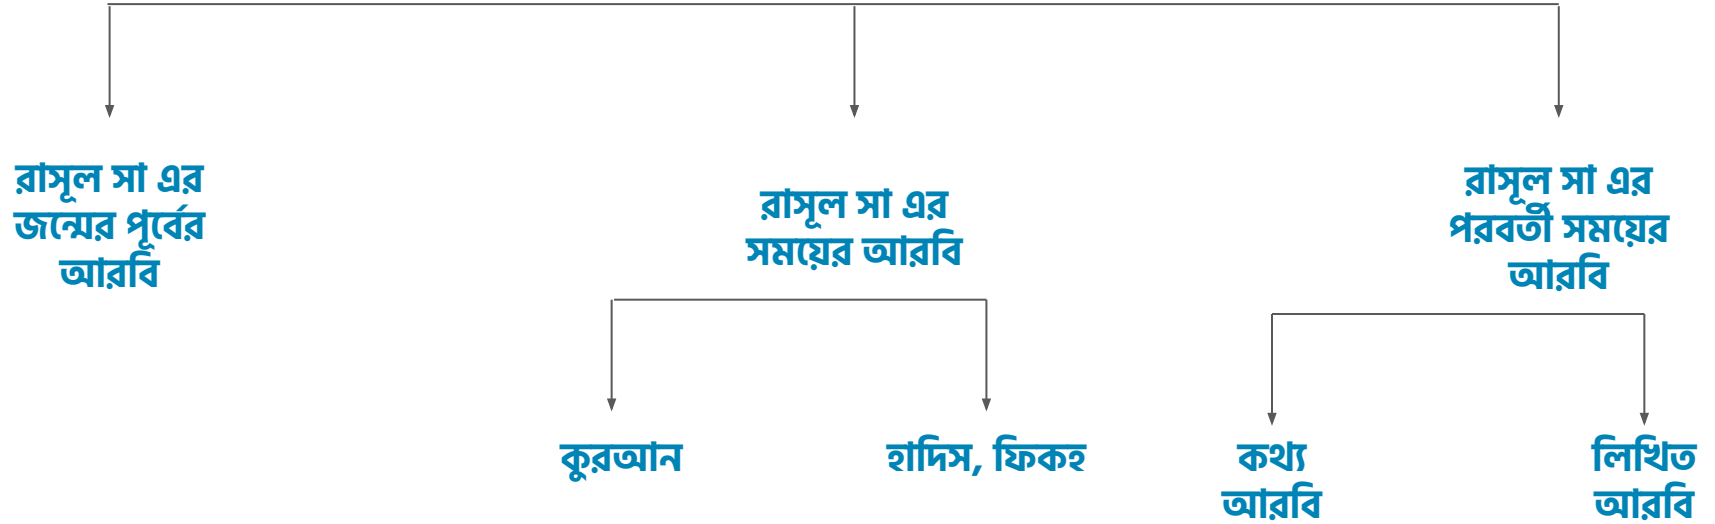 রাসূল সা এর
জন্মের পূর্বের
আরবি
রাসূল সা এর
সময়ের আরবি
রাসূল সা এর
পরবর্তী সময়ের
আরবি
কুরআন
হাদিস, ফিকহ
কথ্য
আরবি
লিখিত
আরবি